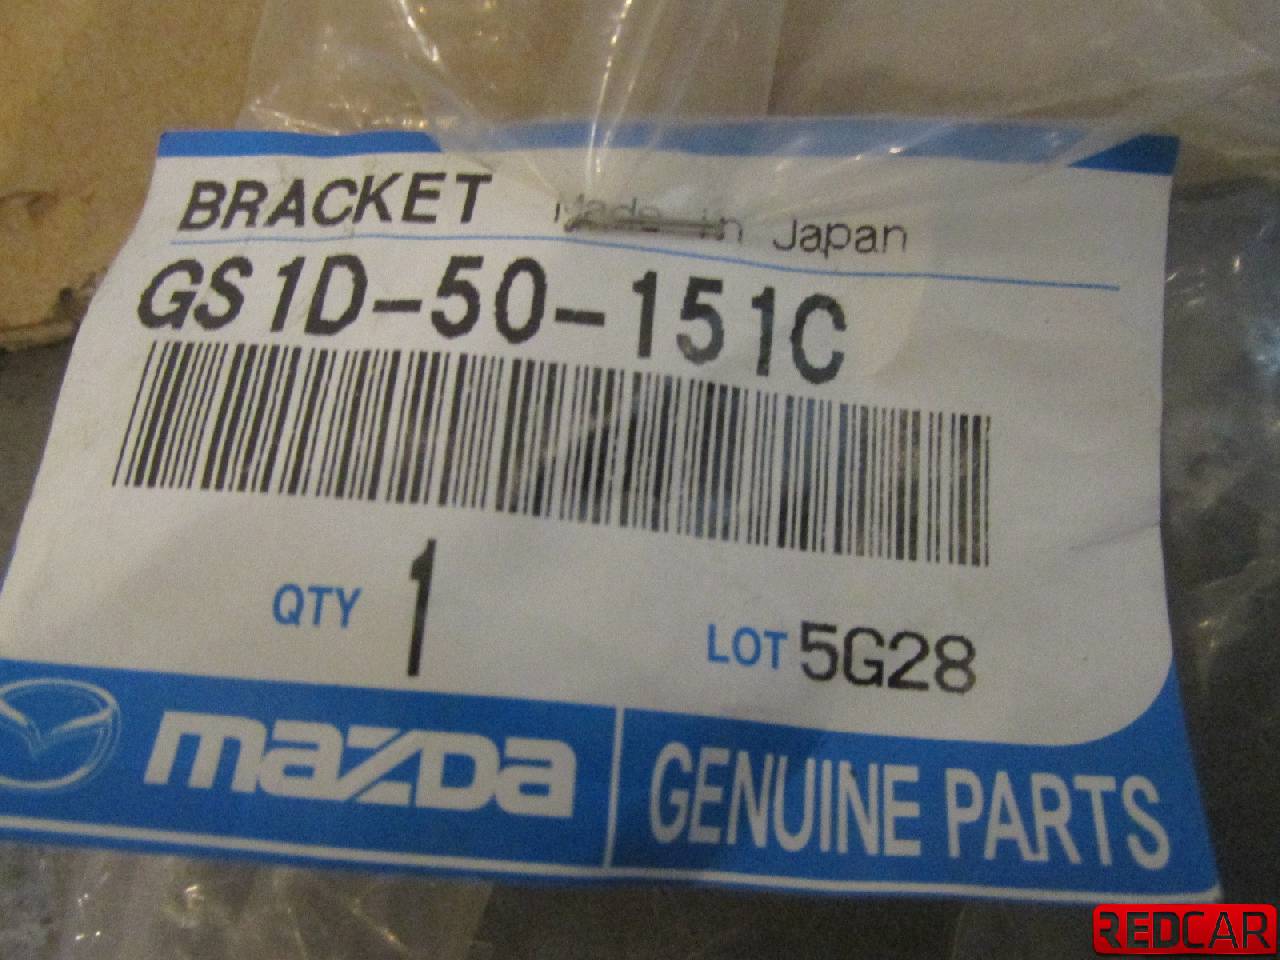 BRACKET Made in Japan
GS1D-50-151C
QTY 1
LOT 5G28
mazda GENUINE PARTS
REDCAR